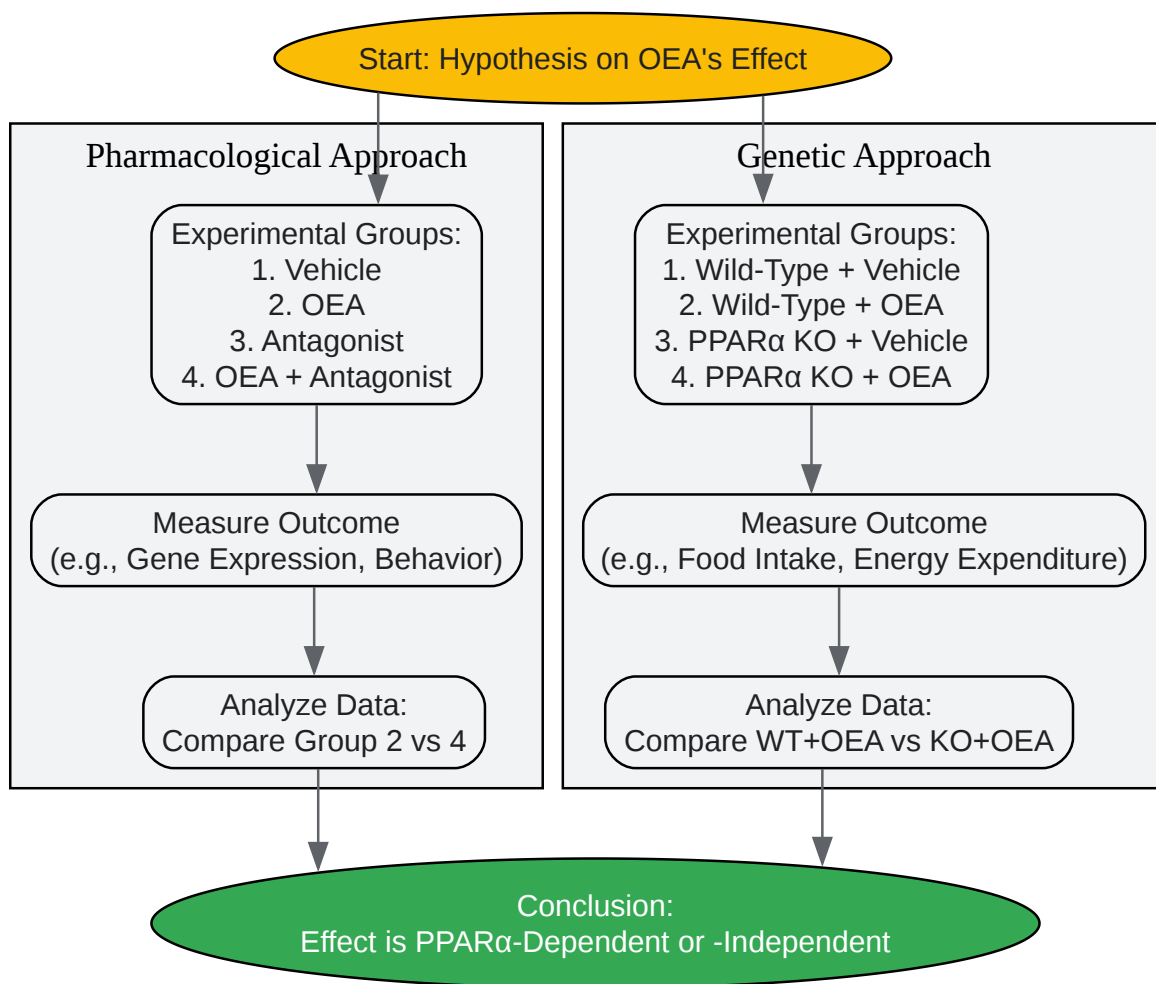 Start: Hypothesis on OEA's Effect
Pharmacological Approach
Experimental Groups:
1. Vehicle
2. OEA
3. Antagonist
4. OEA + Antagonist
Measure Outcome
(e.g., Gene Expression, Behavior)
Analyze Data:
Compare Group 2 vs 4
Genetic Approach
Experimental Groups:
1. Wild-Type + Vehicle
2. Wild-Type + OEA
3. PPARα KO + Vehicle
4. PPARα KO + OEA
Measure Outcome
(e.g., Food Intake, Energy Expenditure)
Analyze Data:
Compare WT+OEA vs KO+OEA
Conclusion:
Effect is PPARα-Dependent or -Independent